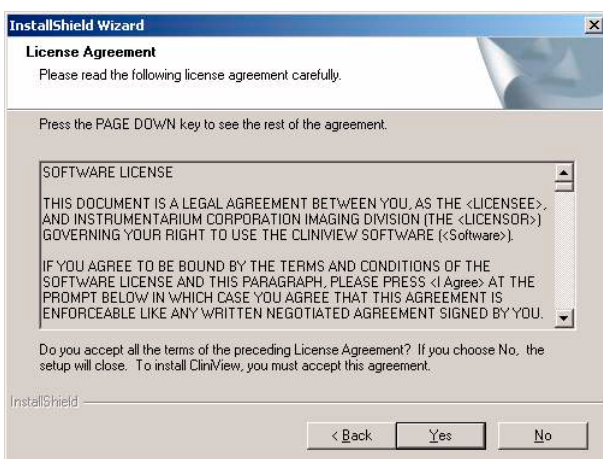 InstallShield Wizard
License Agreement
Please read the following license agreement carefully.
Press the PAGE DOWN key to see the rest of the agreement.
SOFTWARE LICENSE
THIS DOCUMENT IS A LEGAL AGREEMENT BETWEEN YOU, AS THE <LICENSEE>,
AND INSTRUMENTARIUM CORPORATION IMAGING DIVISION (THE <LICENSOR>)
GOVERNING YOUR RIGHT TO USE THE CLINIVIEW SOFTWARE (<Software>).
IF YOU AGREE TO BE BOUND BY THE TERMS AND CONDITIONS OF THE
SOFTWARE LICENSE AND THIS PARAGRAPH, PLEASE PRESS <I Agree> AT THE
PROMPT BELOW IN WHICH CASE YOU AGREE THAT THIS AGREEMENT IS
ENFORCEABLE LIKE ANY WRITTEN NEGOTIATED AGREEMENT SIGNED BY YOU.
Do you accept all the terms of the preceding License Agreement? If you choose No, the
setup will close. To install CliniView, you must accept this agreement.
InstallShield
< Back
Yes
No